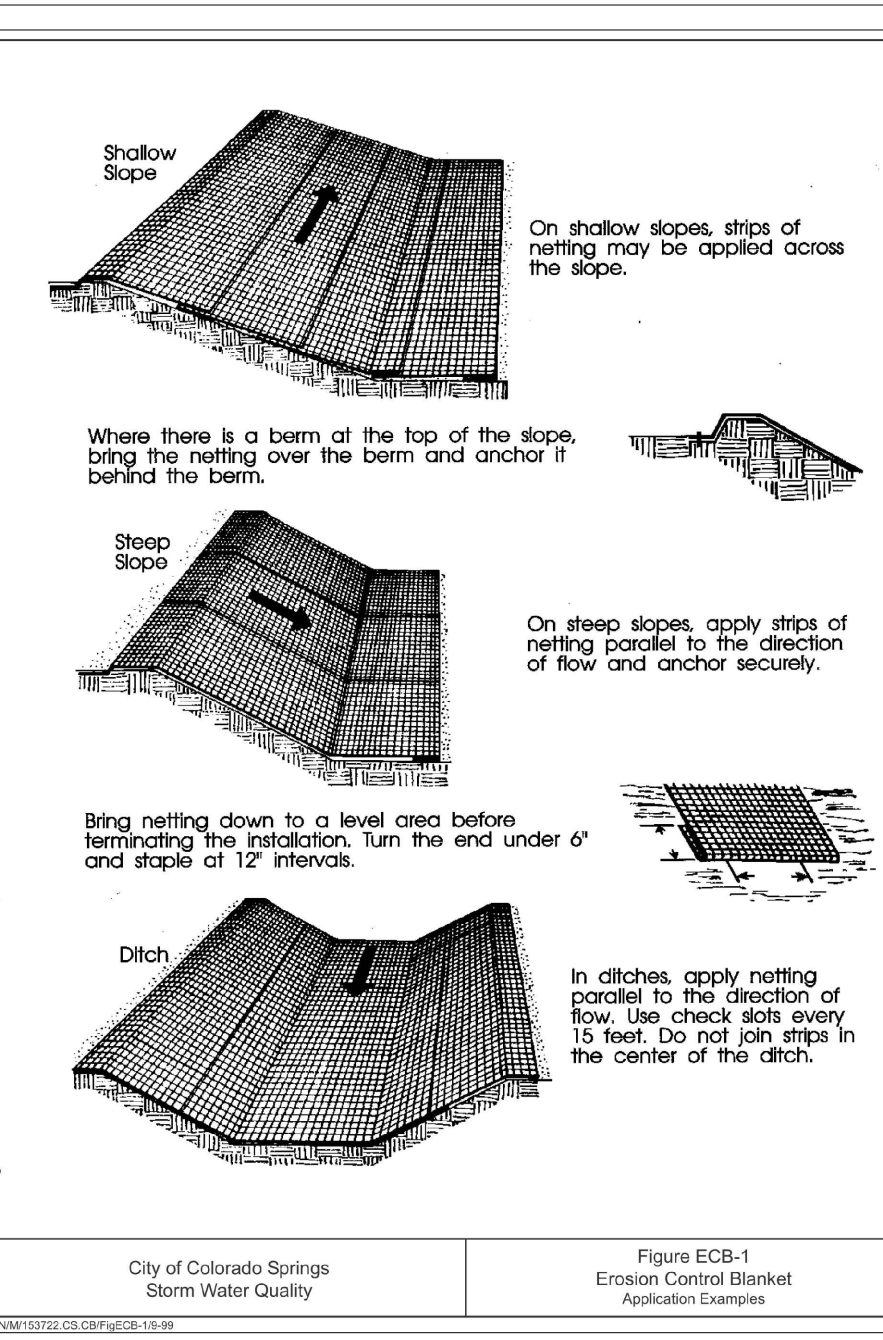 Shallow
Slope
On shallow slopes, strips of
netting may be applied across
the slope.
Where there is a berm at the top of the slope,
bring the netting over the berm and anchor it
behind the berm.
Steep
Slope
On steep slopes, apply strips of
netting parallel to the direction
of flow and anchor securely.
Bring netting down to a level area before
terminating the installation. Turn the end under 6"
and staple at 12" intervals.
Ditch
In ditches, apply netting
parallel to the direction of
flow. Use check slots every
15 feet. Do not join strips in
the center of the ditch.
City of Colorado Springs
Storm Water Quality
Figure ECB-1
Erosion Control Blanket
Application Examples
N/M/153722.CS.CB/FigECB-1/9-99